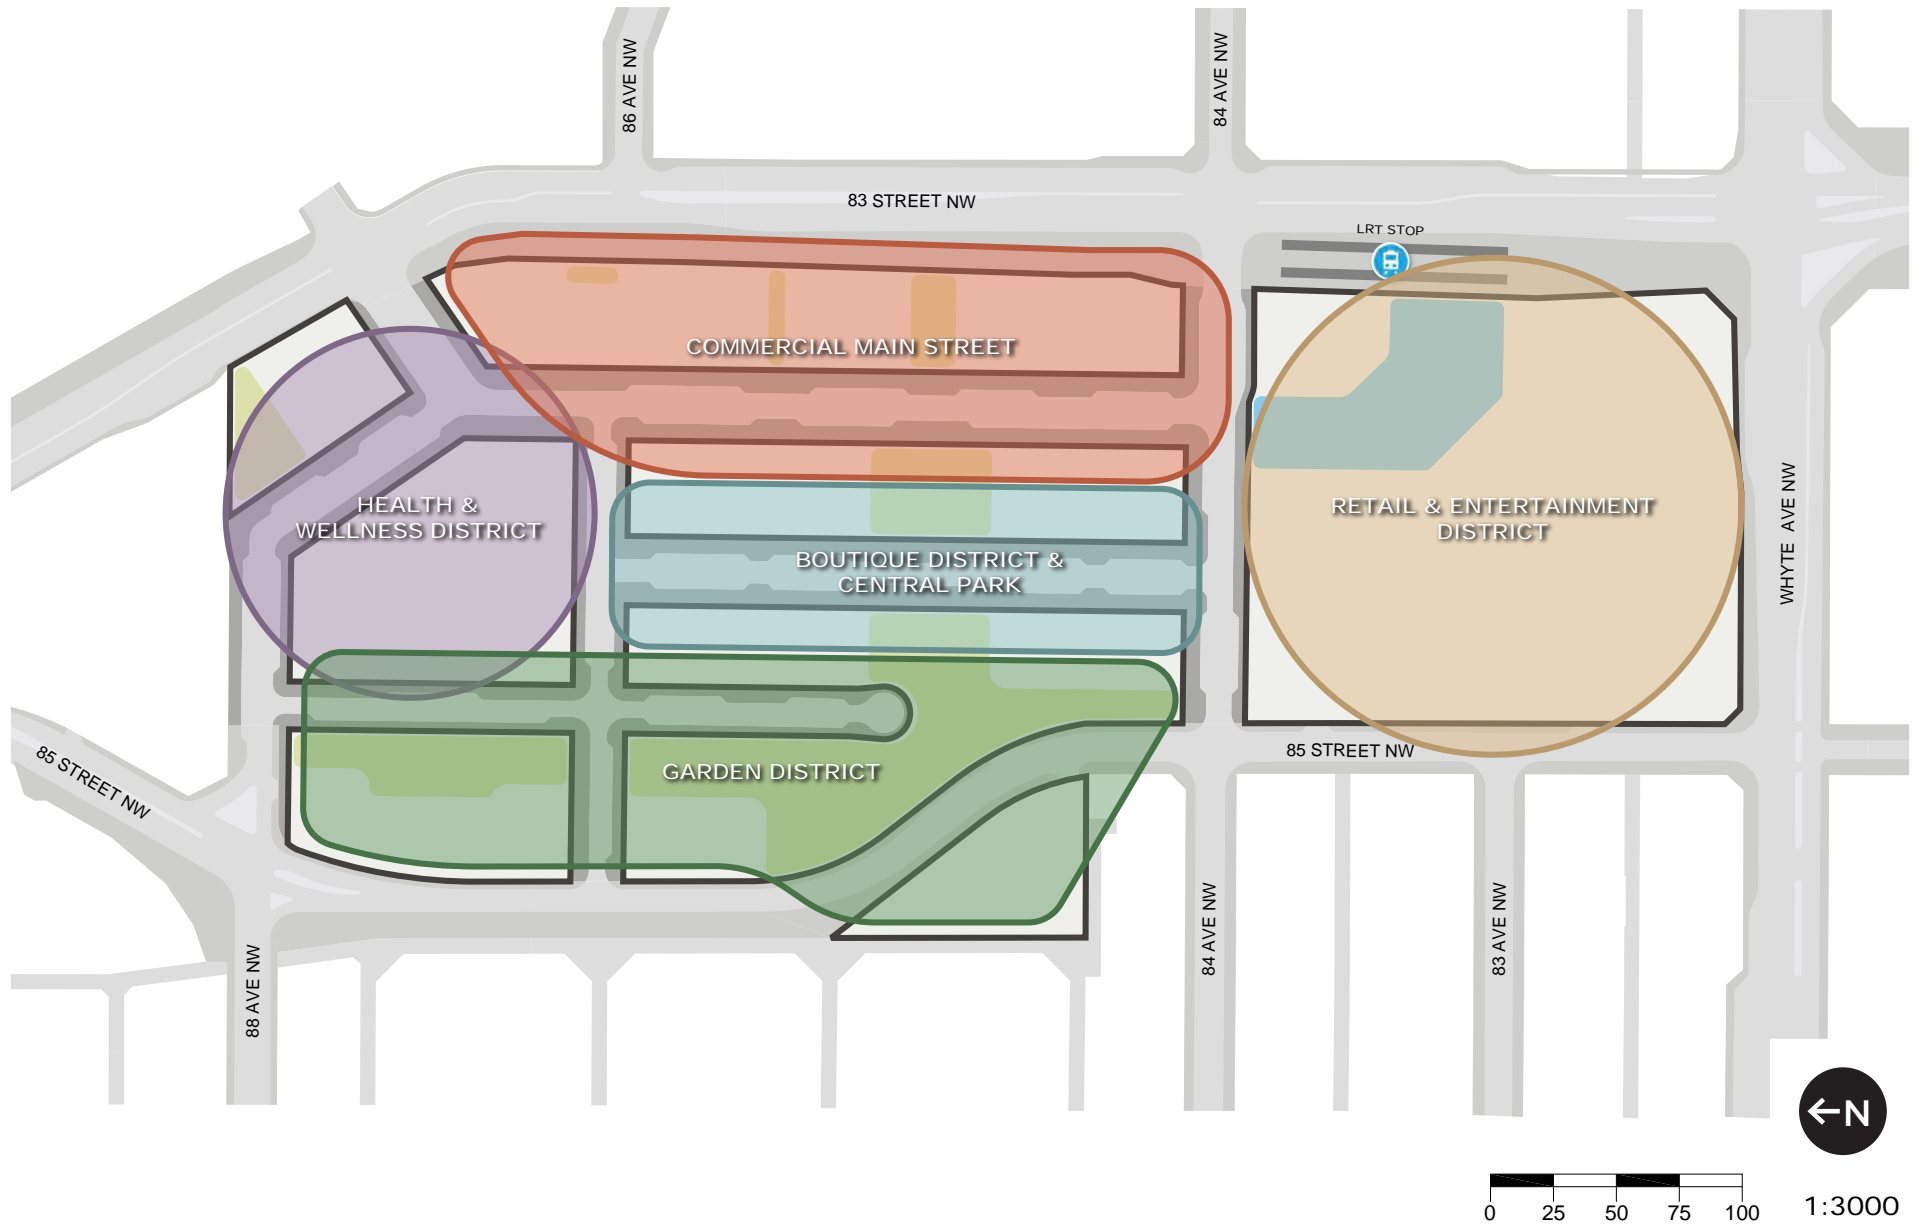 86 AVE NW
84 AVE NW
83 STREET NW
LRT STOP
COMMERCIAL MAIN STREET
HEALTH &
WELLNESS DISTRICT
RETAIL & ENTERTAINMENT
DISTRICT
BOUTIQUE DISTRICT &
CENTRAL PARK
WHYTE AVE NW
85 STREET NW
85 STREET NW
GARDEN DISTRICT
88 AVE NW
84 AVE NW
83 AVE NW
N
0 25 50 75 100
1:3000